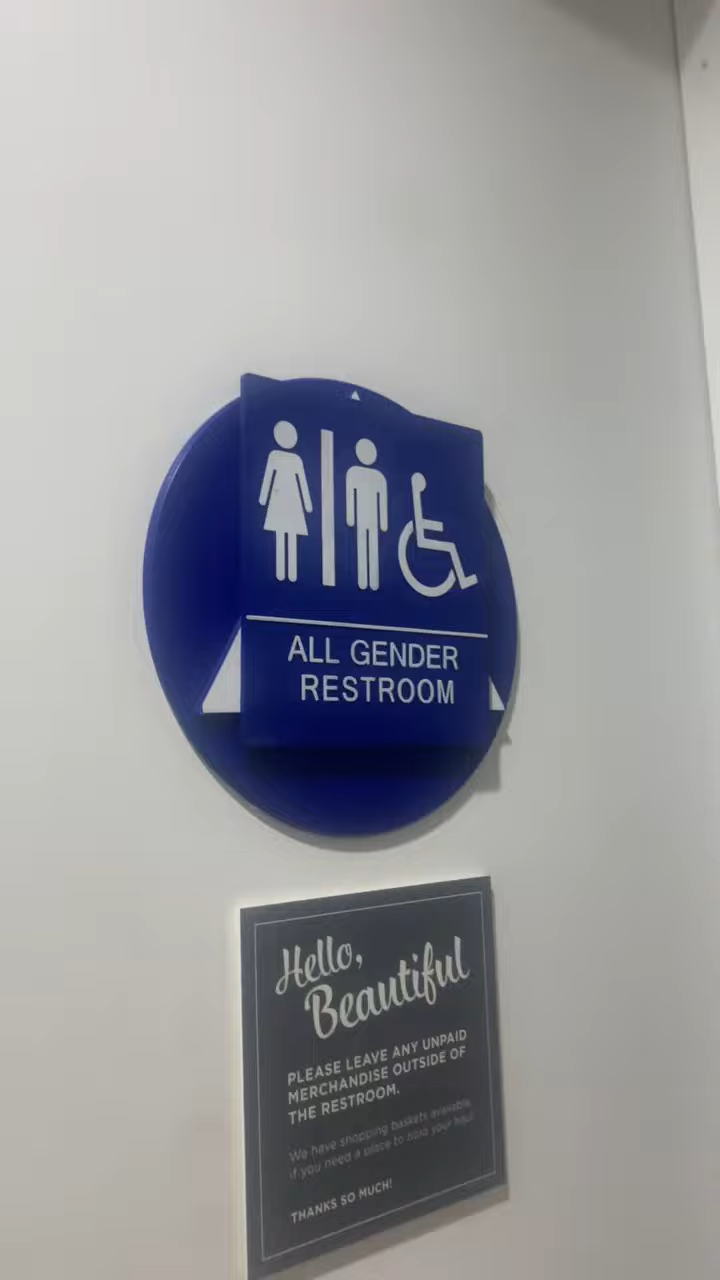 ALL GENDER
RESTROOM
Hello,
Beautiful
PLEASE LEAVE ANY UNPAID
MERCHANDISE OUTSIDE OF
THE RESTROOM.
We have shopping baskets available
if you need a place to hold your haul.
THANKS SO MUCH!